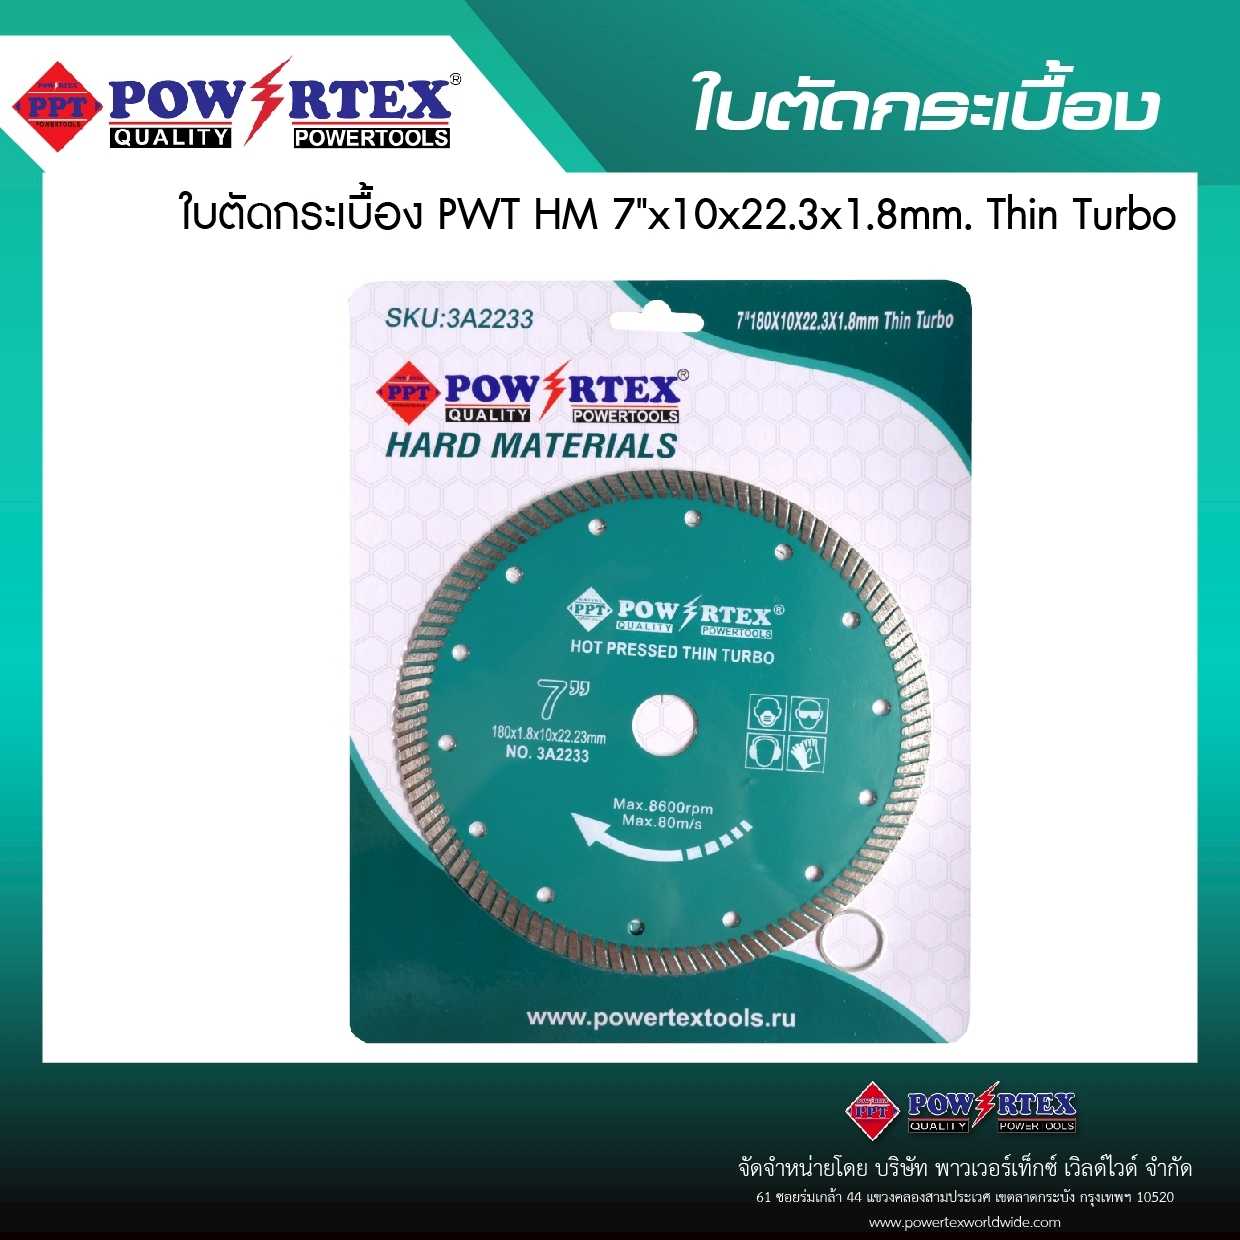 PPT POWERTEX®
QUALITY POWERTOOLS
ใบตัดกระเบื้อง
ใบตัดกระเบื้อง PWT HM 7"x10x22.3x1.8mm. Thin Turbo
SKU:3A2233
7"180X10X22.3X1.8mm Thin Turbo
PPT POWERTEX®
POWERTOOLS
QUALITY POWERTOOLS
HARD MATERIALS
PPT POWERTEX®
QUALITY POWERTOOLS
HOT PRESSED THIN TURBO
7"
180x1.8x10x22.23mm
NO. 3A2233
Max.8600rpm
Max.80m/s
www.powertextools.ru
PPT POWERTEX
QUALITY POWERTOOLS
จัดจำหน่ายโดย บริษัท พาวเวอร์เท็กซ์ เวิลด์ไวด์ จำกัด
61 ซอยร่มเกล้า 44 แขวงคลองสามประเวศ เขตลาดกระบัง กรุงเทพฯ 10520
www.powertexworldwide.com